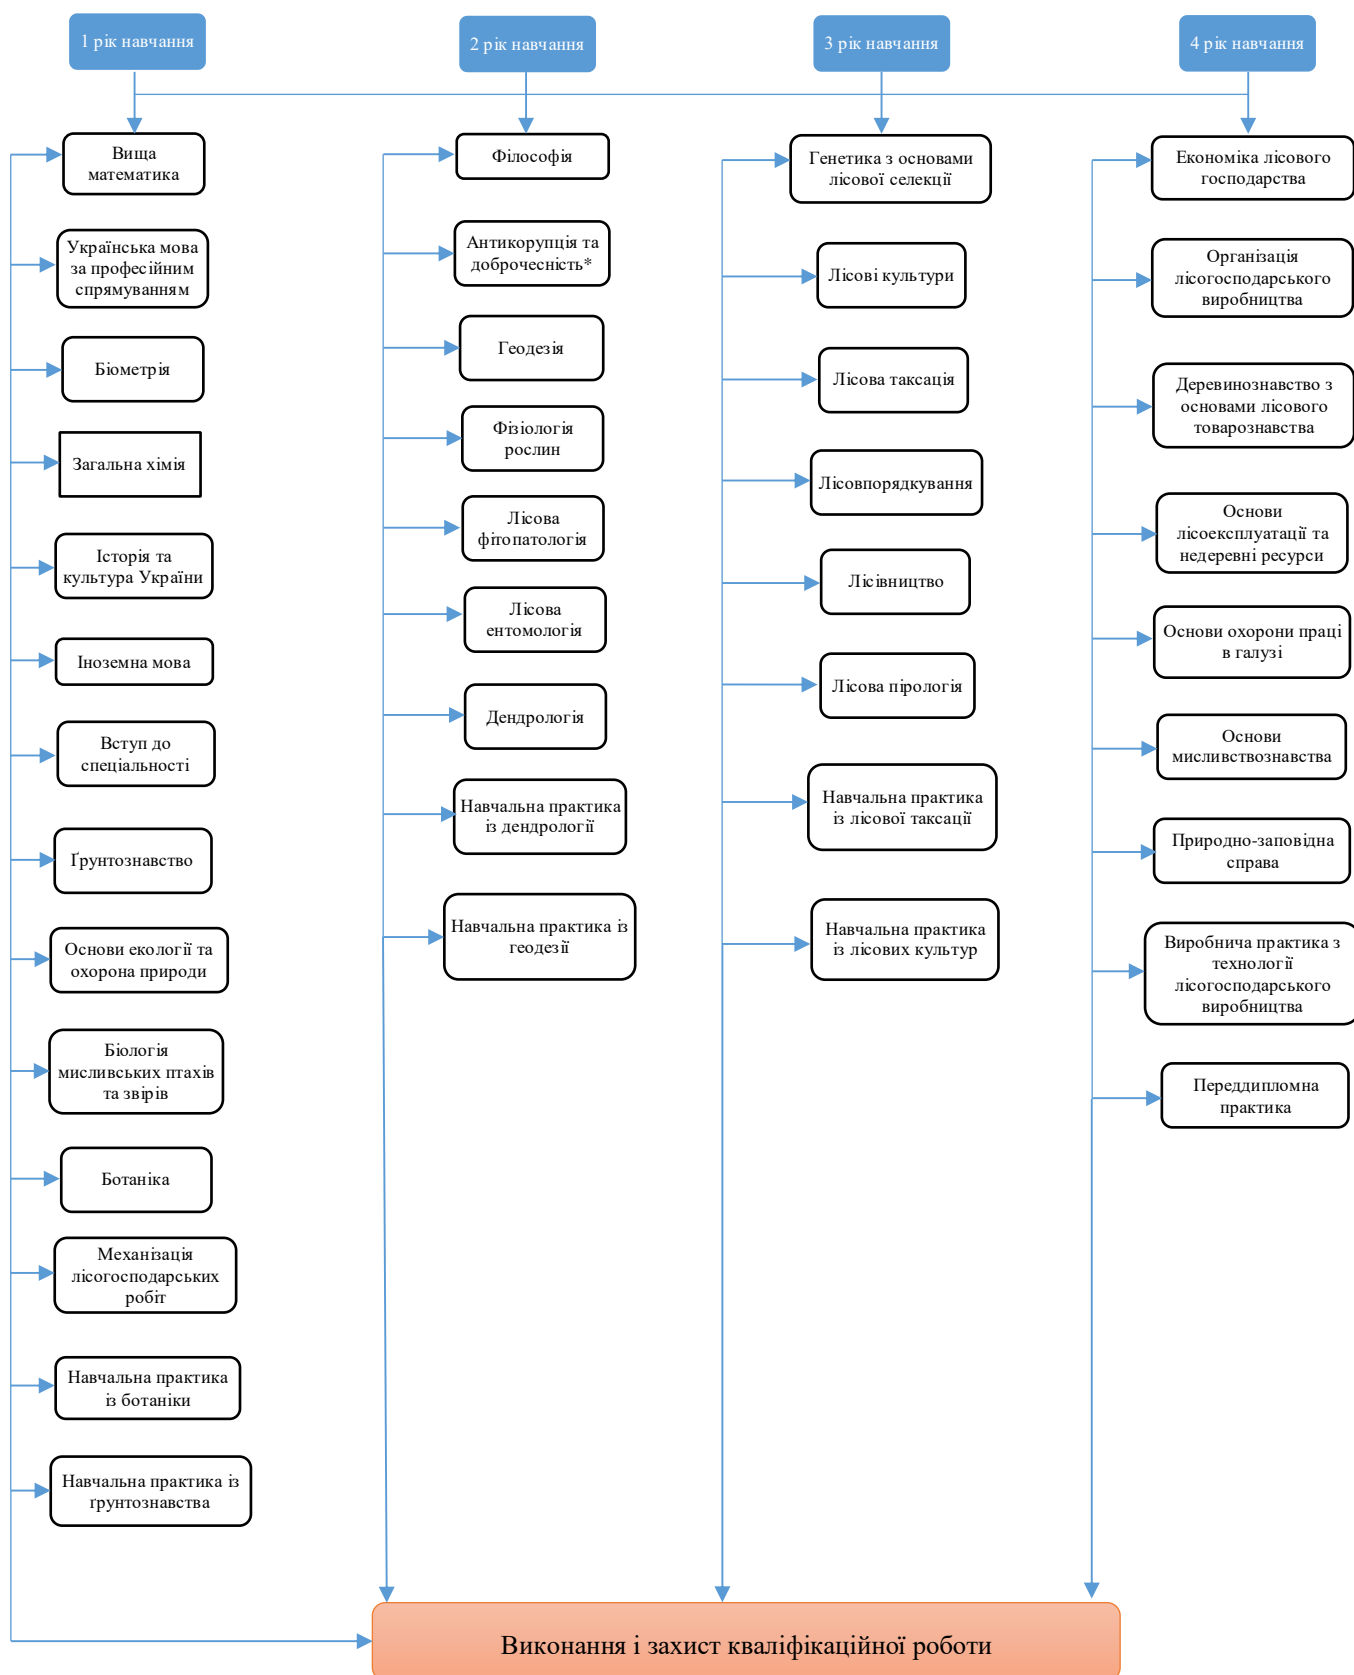 1 рік навчання
2 рік навчання
3 рік навчання
4 рік навчання
Вища
математика
Українська мова
за професійним
спрямуванням
Біометрія
Загальна хімія
Історія та
культура України
Іноземна мова
Вступ до
спеціальності
Ґрунтознавство
Основи екології та
охорона природи
Біологія
мисливських птахів
та звірів
Ботаніка
Механізація
лісогосподарських
робіт
Навчальна практика
із ботаніки
Навчальна практика із
ґрунтознавства
Філософія
Антикорупція та
доброчесність*
Геодезія
Фізіологія
рослин
Лісова
фітопатологія
Лісова
ентомологія
Дендрологія
Навчальна практика
із дендрології
Навчальна практика із
геодезії
Генетика з основами
лісової селекції
Лісові культури
Лісова таксація
Лісовпорядкування
Лісівництво
Лісова пірологія
Навчальна практика
із лісової таксації
Навчальна практика
із лісових культур
Економіка лісового
господарства
Організація
лісогосподарського
виробництва
Деревинознавство з
основами лісового
товарознавства
Основи
лісоексплуатації та
недеревні ресурси
Основи охорони праці
в галузі
Основи
мисливствознавства
Природно-заповідна
справа
Виробнича практика з
технології
лісогосподарського
виробництва
Переддипломна
практика
Виконання і захист кваліфікаційної роботи